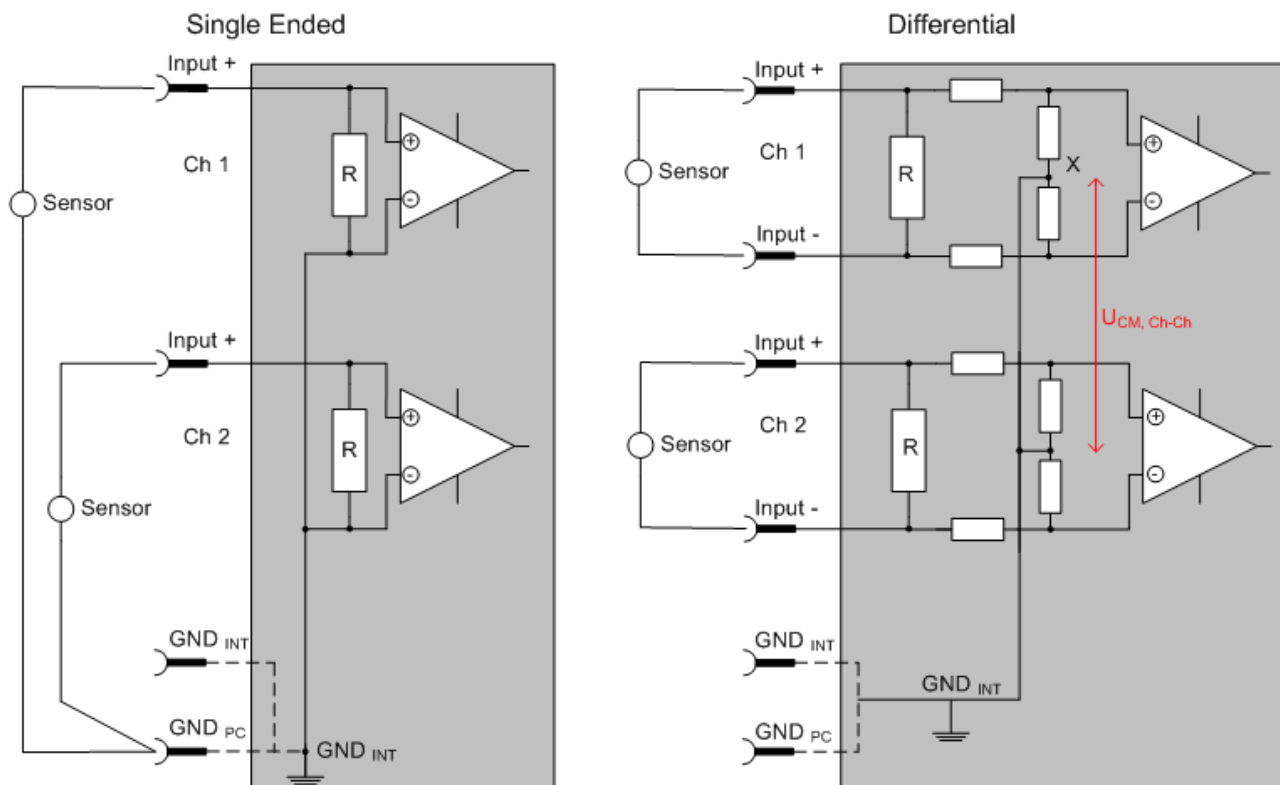 Single Ended
Input +
Ch 1
R
+
-
Sensor
Input +
Ch 2
R
+
-
Sensor
GND INT
GND PC
GND INT
Differential
Input +
Ch 1
Sensor
R
X
+
-
Input -
U CM, Ch-Ch
Input +
Ch 2
Sensor
R
+
-
Input -
GND INT
GND INT
GND PC